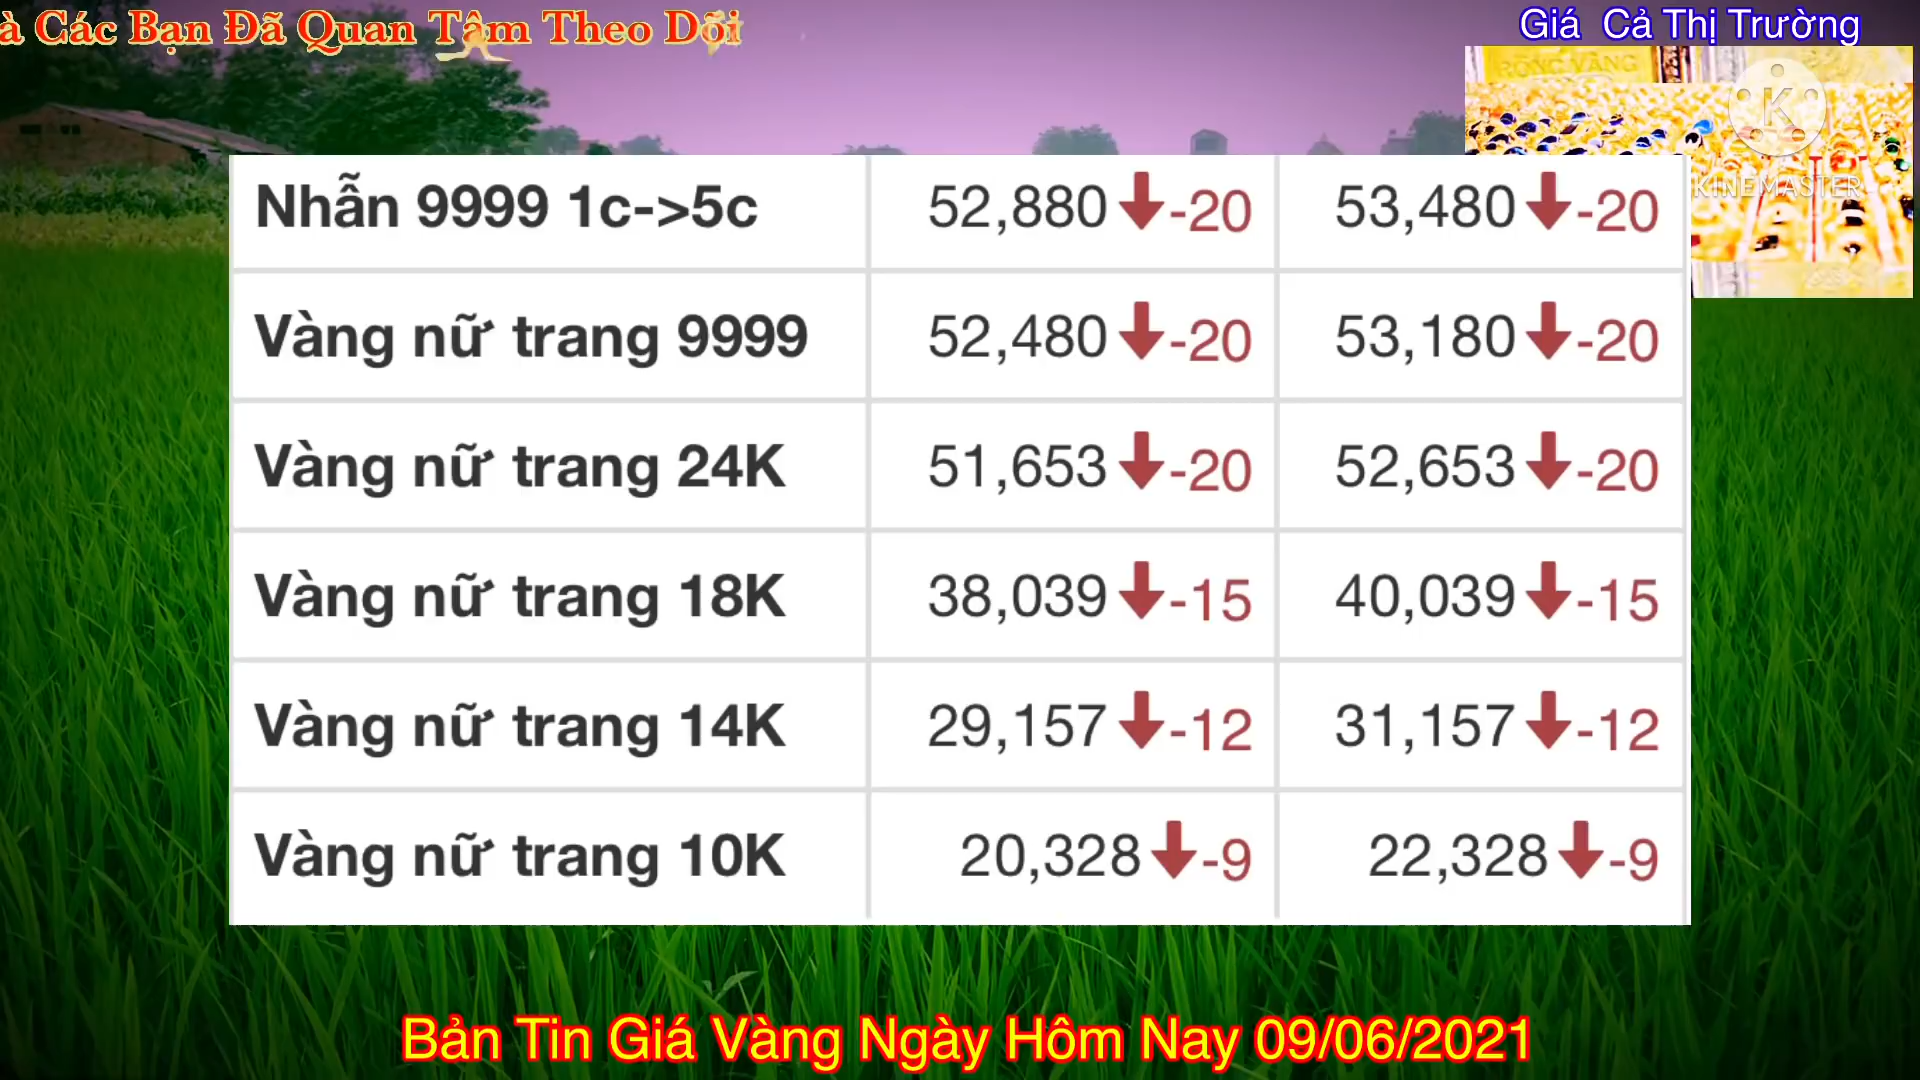 à Các Bạn Đã Quan Tâm Theo Dõi
Giá Cả Thị Trường
RỒNG VÀNG
KINEMASTER
Nhẫn 9999 1c->5c 52,880 -20 53,480 -20
Vàng nữ trang 9999 52,480 -20 53,180 -20
Vàng nữ trang 24K 51,653 -20 52,653 -20
Vàng nữ trang 18K 38,039 -15 40,039 -15
Vàng nữ trang 14K 29,157 -12 31,157 -12
Vàng nữ trang 10K 20,328 -9 22,328 -9
Bản Tin Giá Vàng Ngày Hôm Nay 09/06/2021